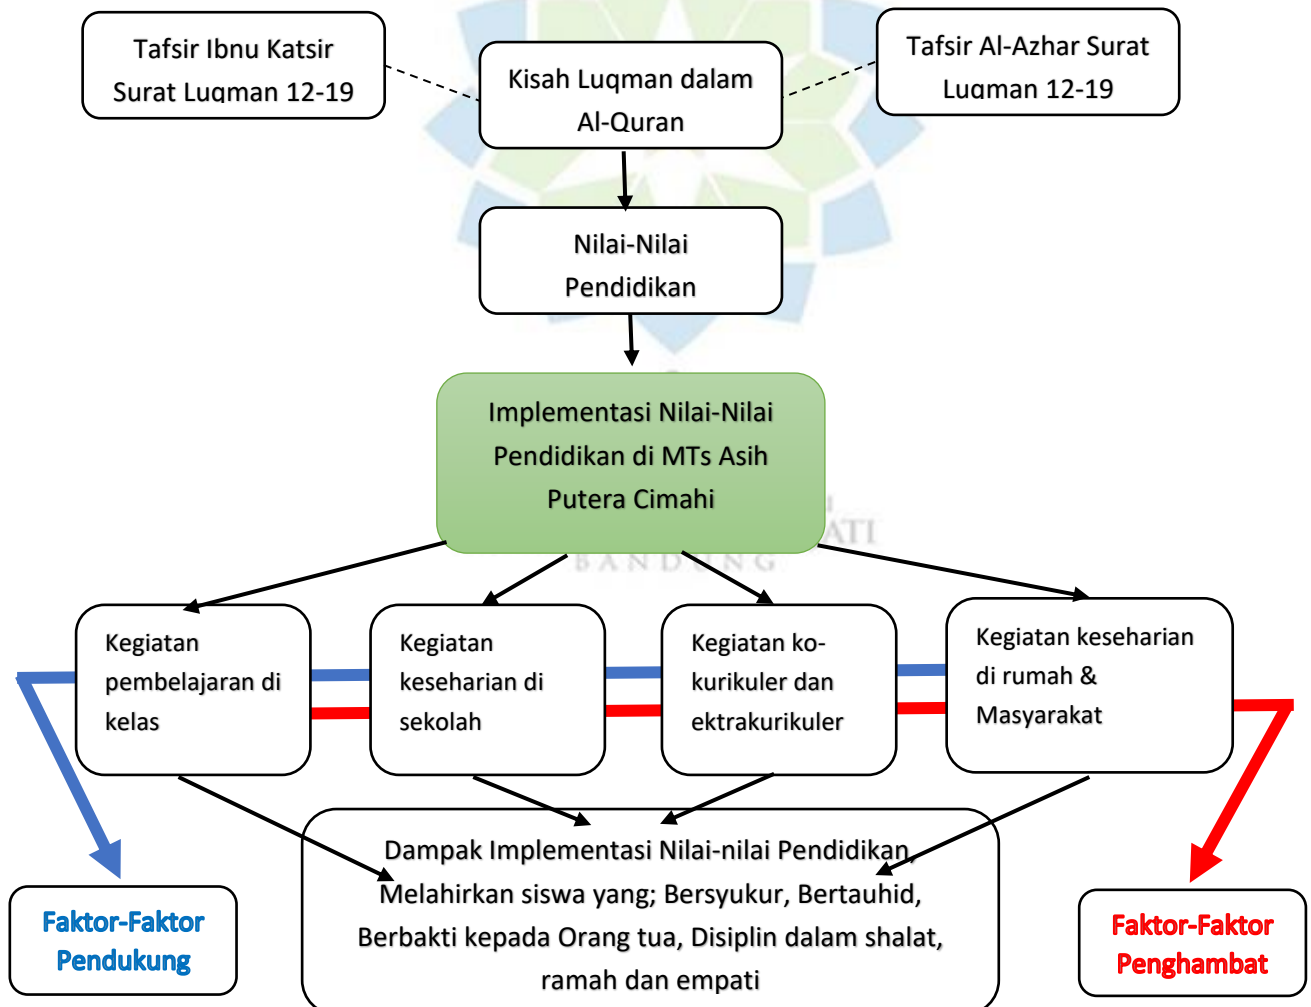 Tafsir Ibnu Katsir
Surat Luqman 12-19
Kisah Luqman dalam
Al-Quran
Tafsir Al-Azhar Surat
Luqman 12-19
Nilai-Nilai
Pendidikan
Implementasi Nilai-Nilai
Pendidikan di MTs Asih
Putera Cimahi
ATI
BANDUNG
Kegiatan
pembelajaran di
kelas
Kegiatan
keseharian di
sekolah
Kegiatan ko-
kurikuler dan
ektrakurikuler
Kegiatan keseharian
di rumah &
Masyarakat
Dampak Implementasi Nilai-nilai Pendidikan,
Melahirkan siswa yang; Bersyukur, Bertauhid,
Berbakti kepada Orang tua, Disiplin dalam shalat,
ramah dan empati
Faktor-Faktor
Pendukung
Faktor-Faktor
Penghambat